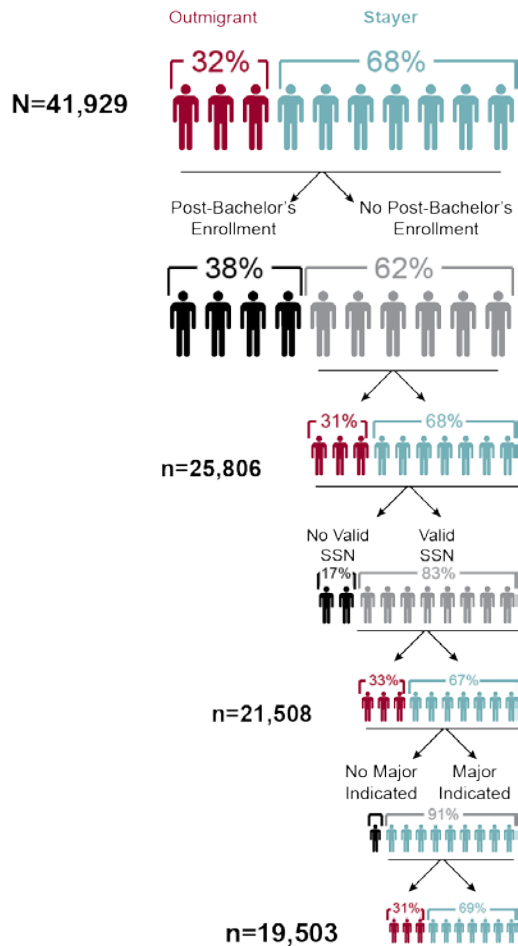 Outmigrant Stayer
32% 68%
N=41,929
Post-Bachelor's No Post-Bachelor's
Enrollment Enrollment
38% 62%
31% 68%
n=25,806
No Valid Valid
SSN SSN
17% 83%
33% 67%
n=21,508
No Major Major
Indicated Indicated
91%
31% 69%
n=19,503